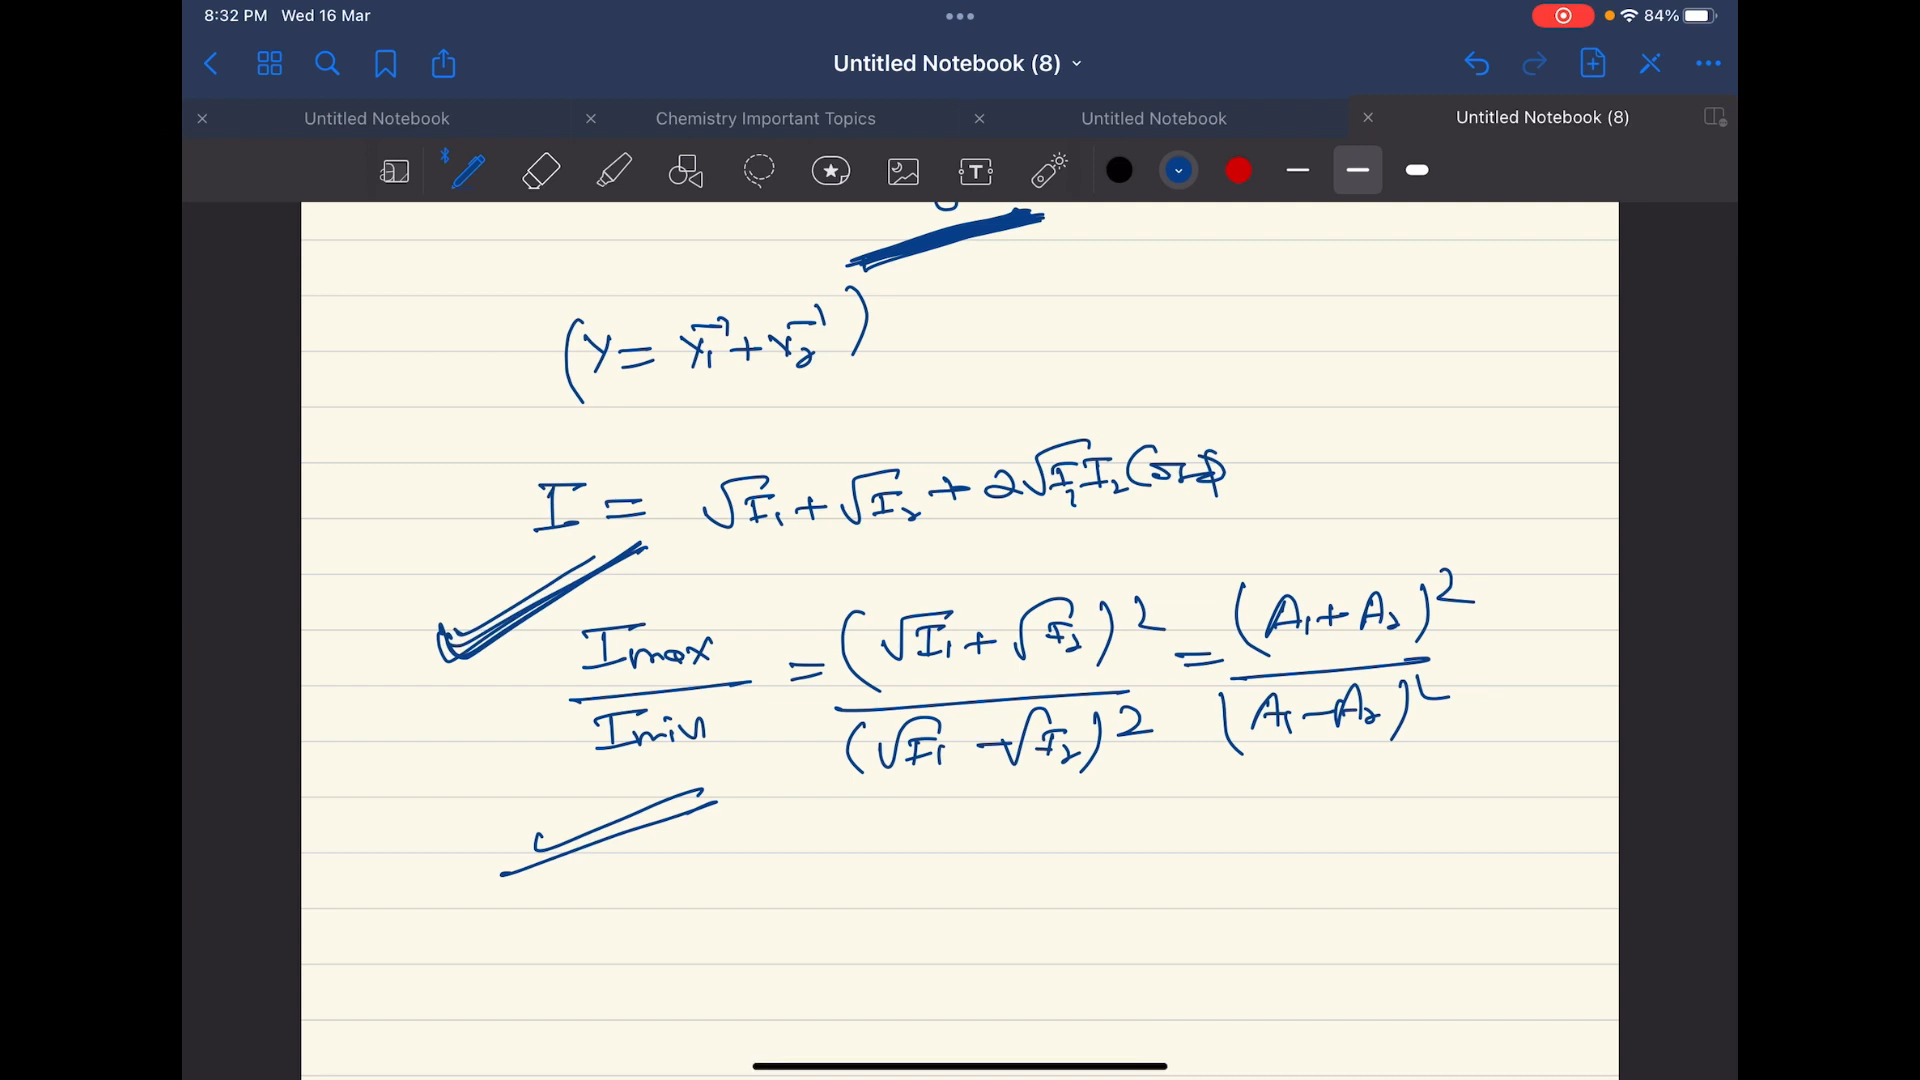 8:32 PM Wed 16 Mar
84%
Untitled Notebook (8)
Untitled Notebook
Chemistry Important Topics
Untitled Notebook
Untitled Notebook (8)
T
(Y = Y₁⃗ + Y₂⃗)
I = √I₁ + √I₂ + 2√I₁I₂ Cosϕ
Imax/Imin = (√I₁ + √I₂)²/(√I₁ - √I₂)² = (A₁ + A₂)²/(A₁ - A₂)²